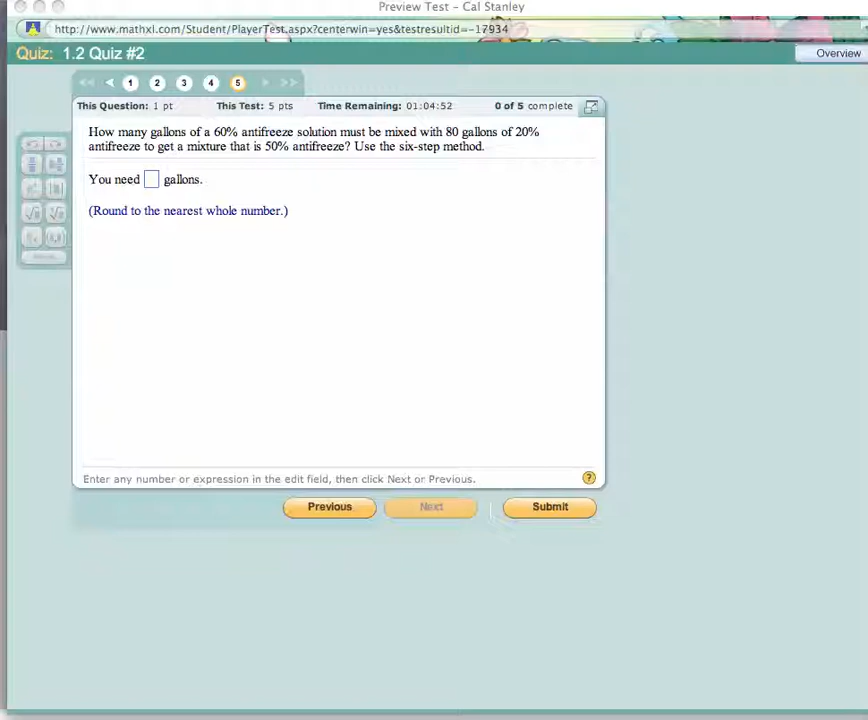 Preview Test – Cal Stanley
http://www.mathxl.com/Student/PlayerTest.aspx?centerwin=yes&testresultid=-17934
Quiz: 1.2 Quiz #2
Overview
1 2 3 4 5
This Question: 1 pt This Test: 5 pts Time Remaining: 01:04:52 0 of 5 complete
How many gallons of a 60% antifreeze solution must be mixed with 80 gallons of 20%
antifreeze to get a mixture that is 50% antifreeze? Use the six-step method.
You need gallons.
(Round to the nearest whole number.)
Enter any number or expression in the edit field, then click Next or Previous.
?
Previous Next Submit